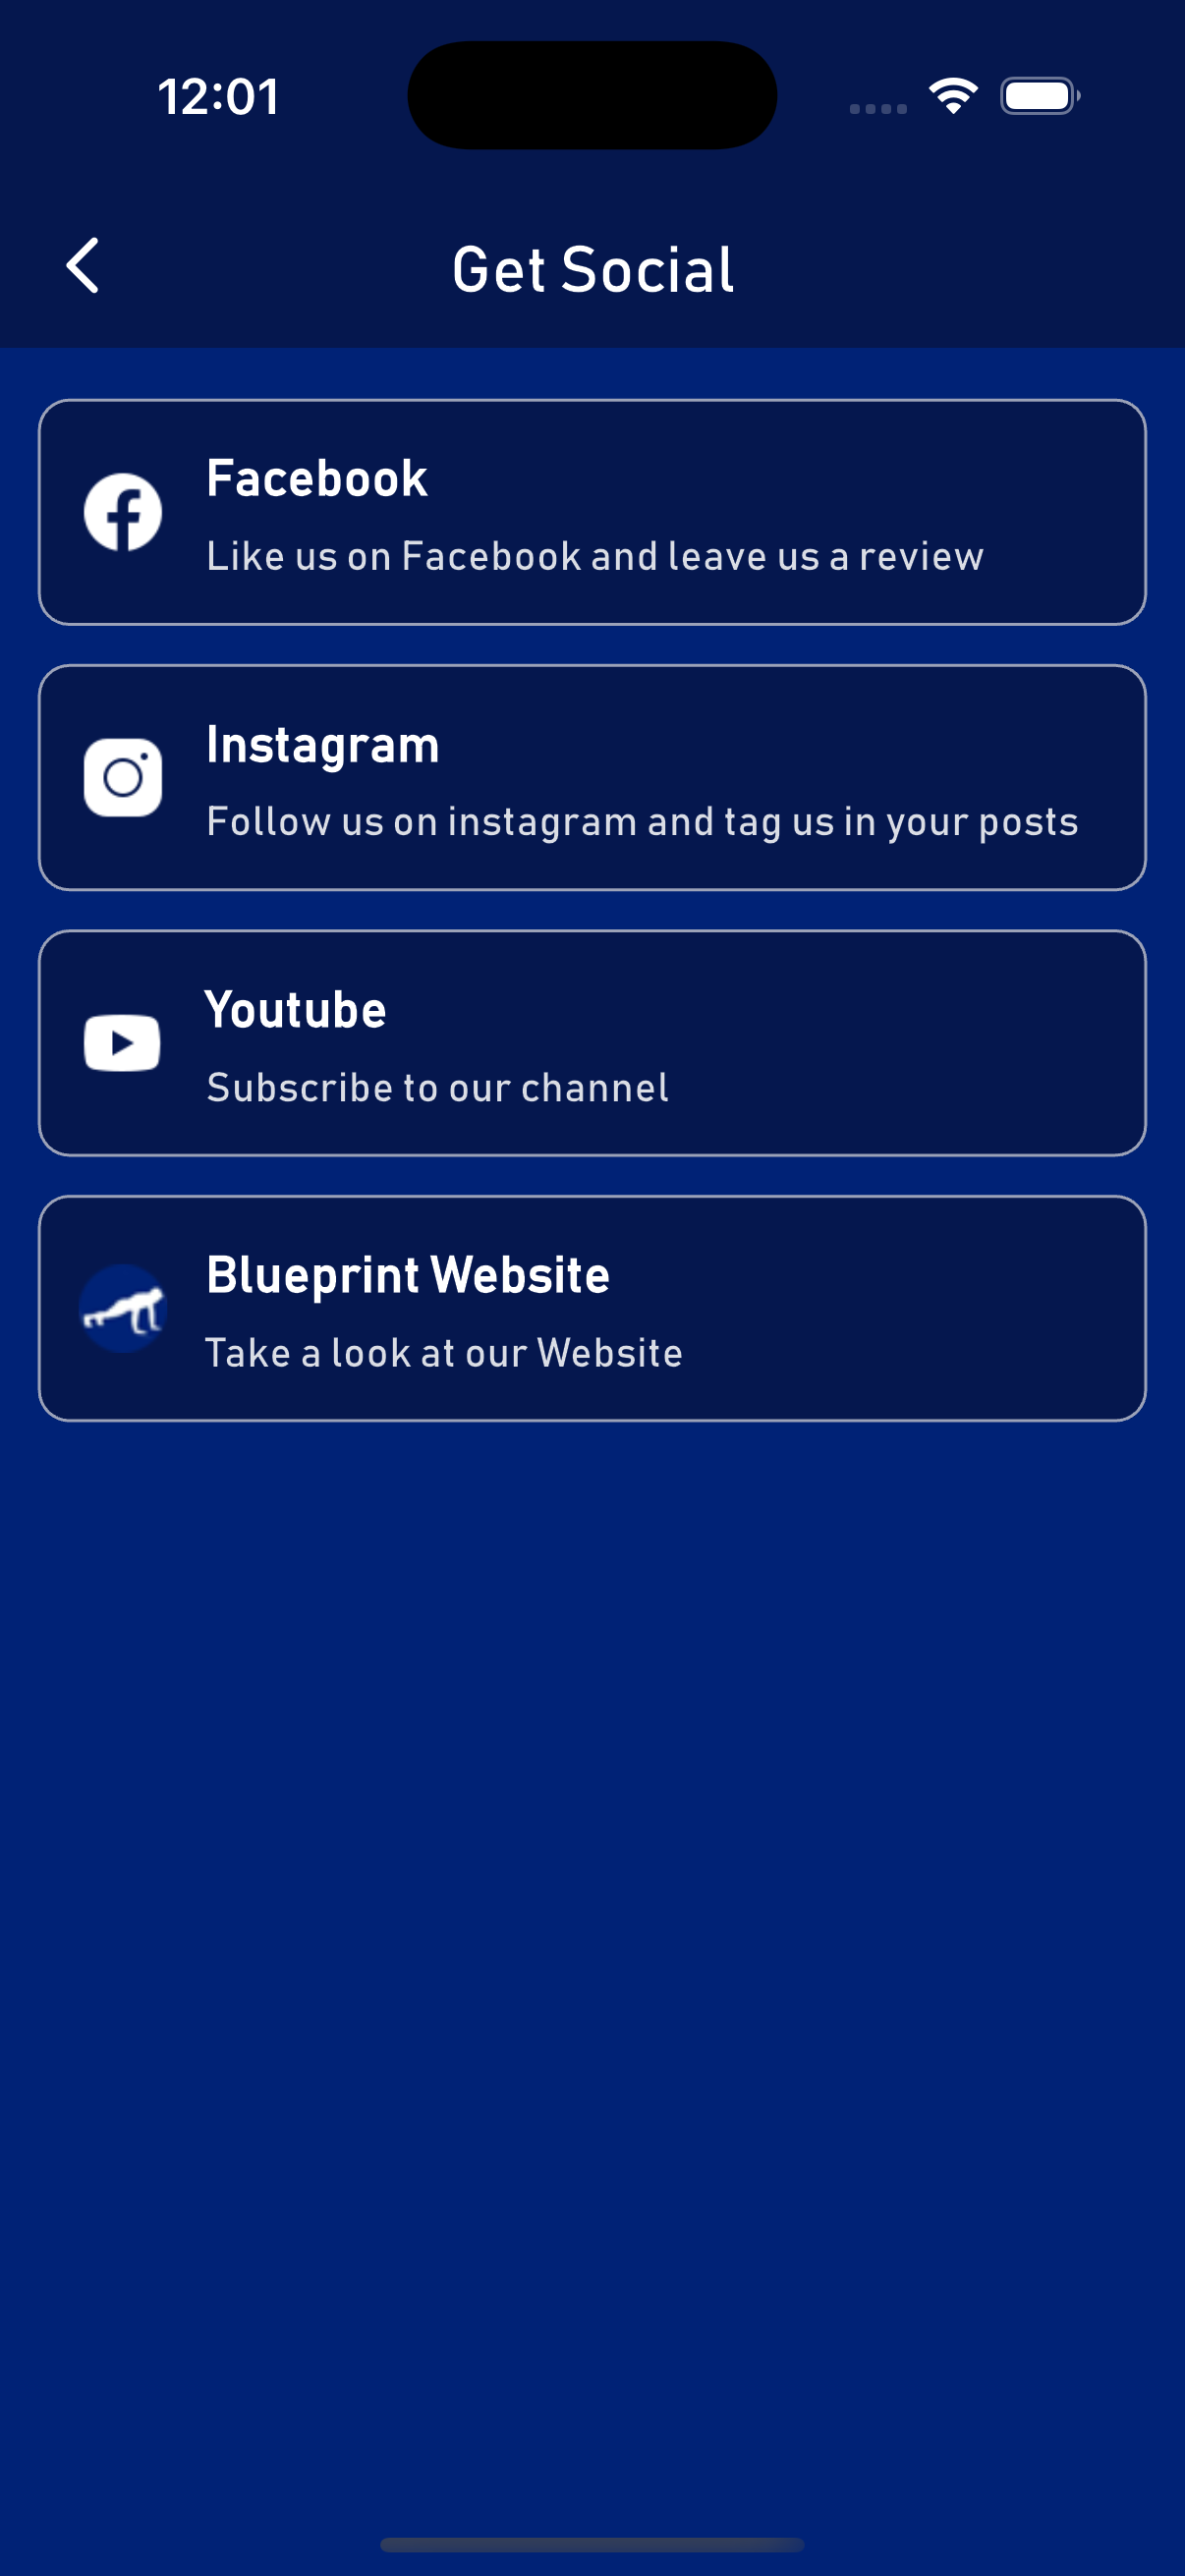 12:01
Get Social
Facebook
Like us on Facebook and leave us a review
Instagram
Follow us on instagram and tag us in your posts
Youtube
Subscribe to our channel
Blueprint Website
Take a look at our Website